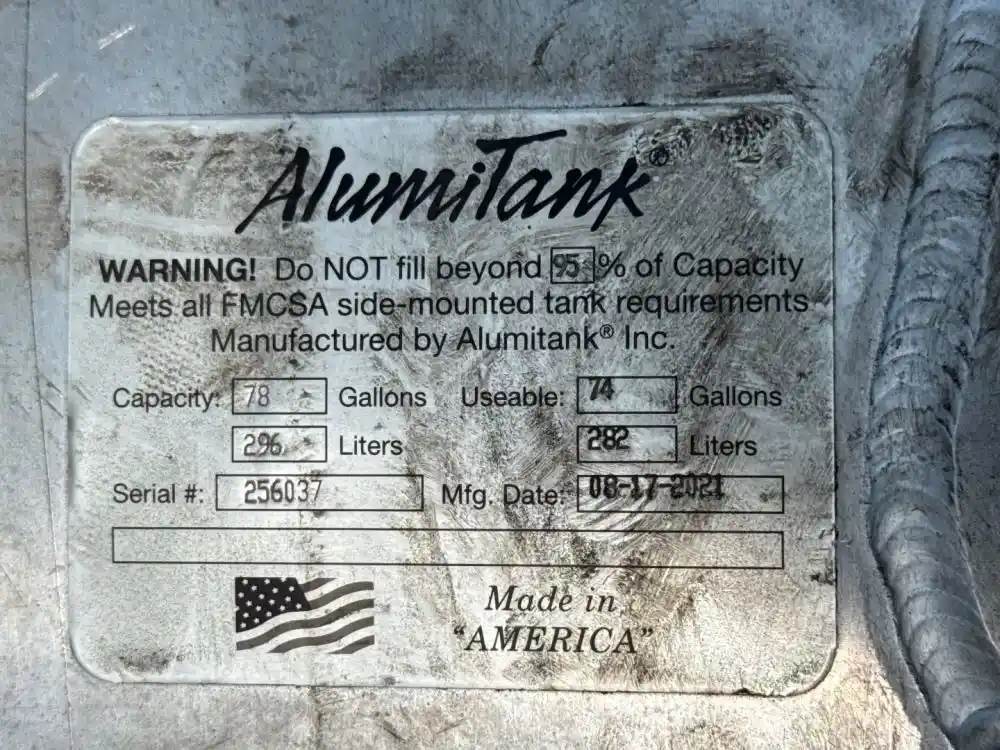 AlumiTank®
WARNING! Do NOT fill beyond 95% of Capacity
Meets all FMCSA side-mounted tank requirements
Manufactured by Alumitank® Inc.
Capacity: 78 Gallons Useable: 74 Gallons
296 Liters 282 Liters
Serial #: 256037 Mfg. Date: 08-17-2021
Made in
"AMERICA"